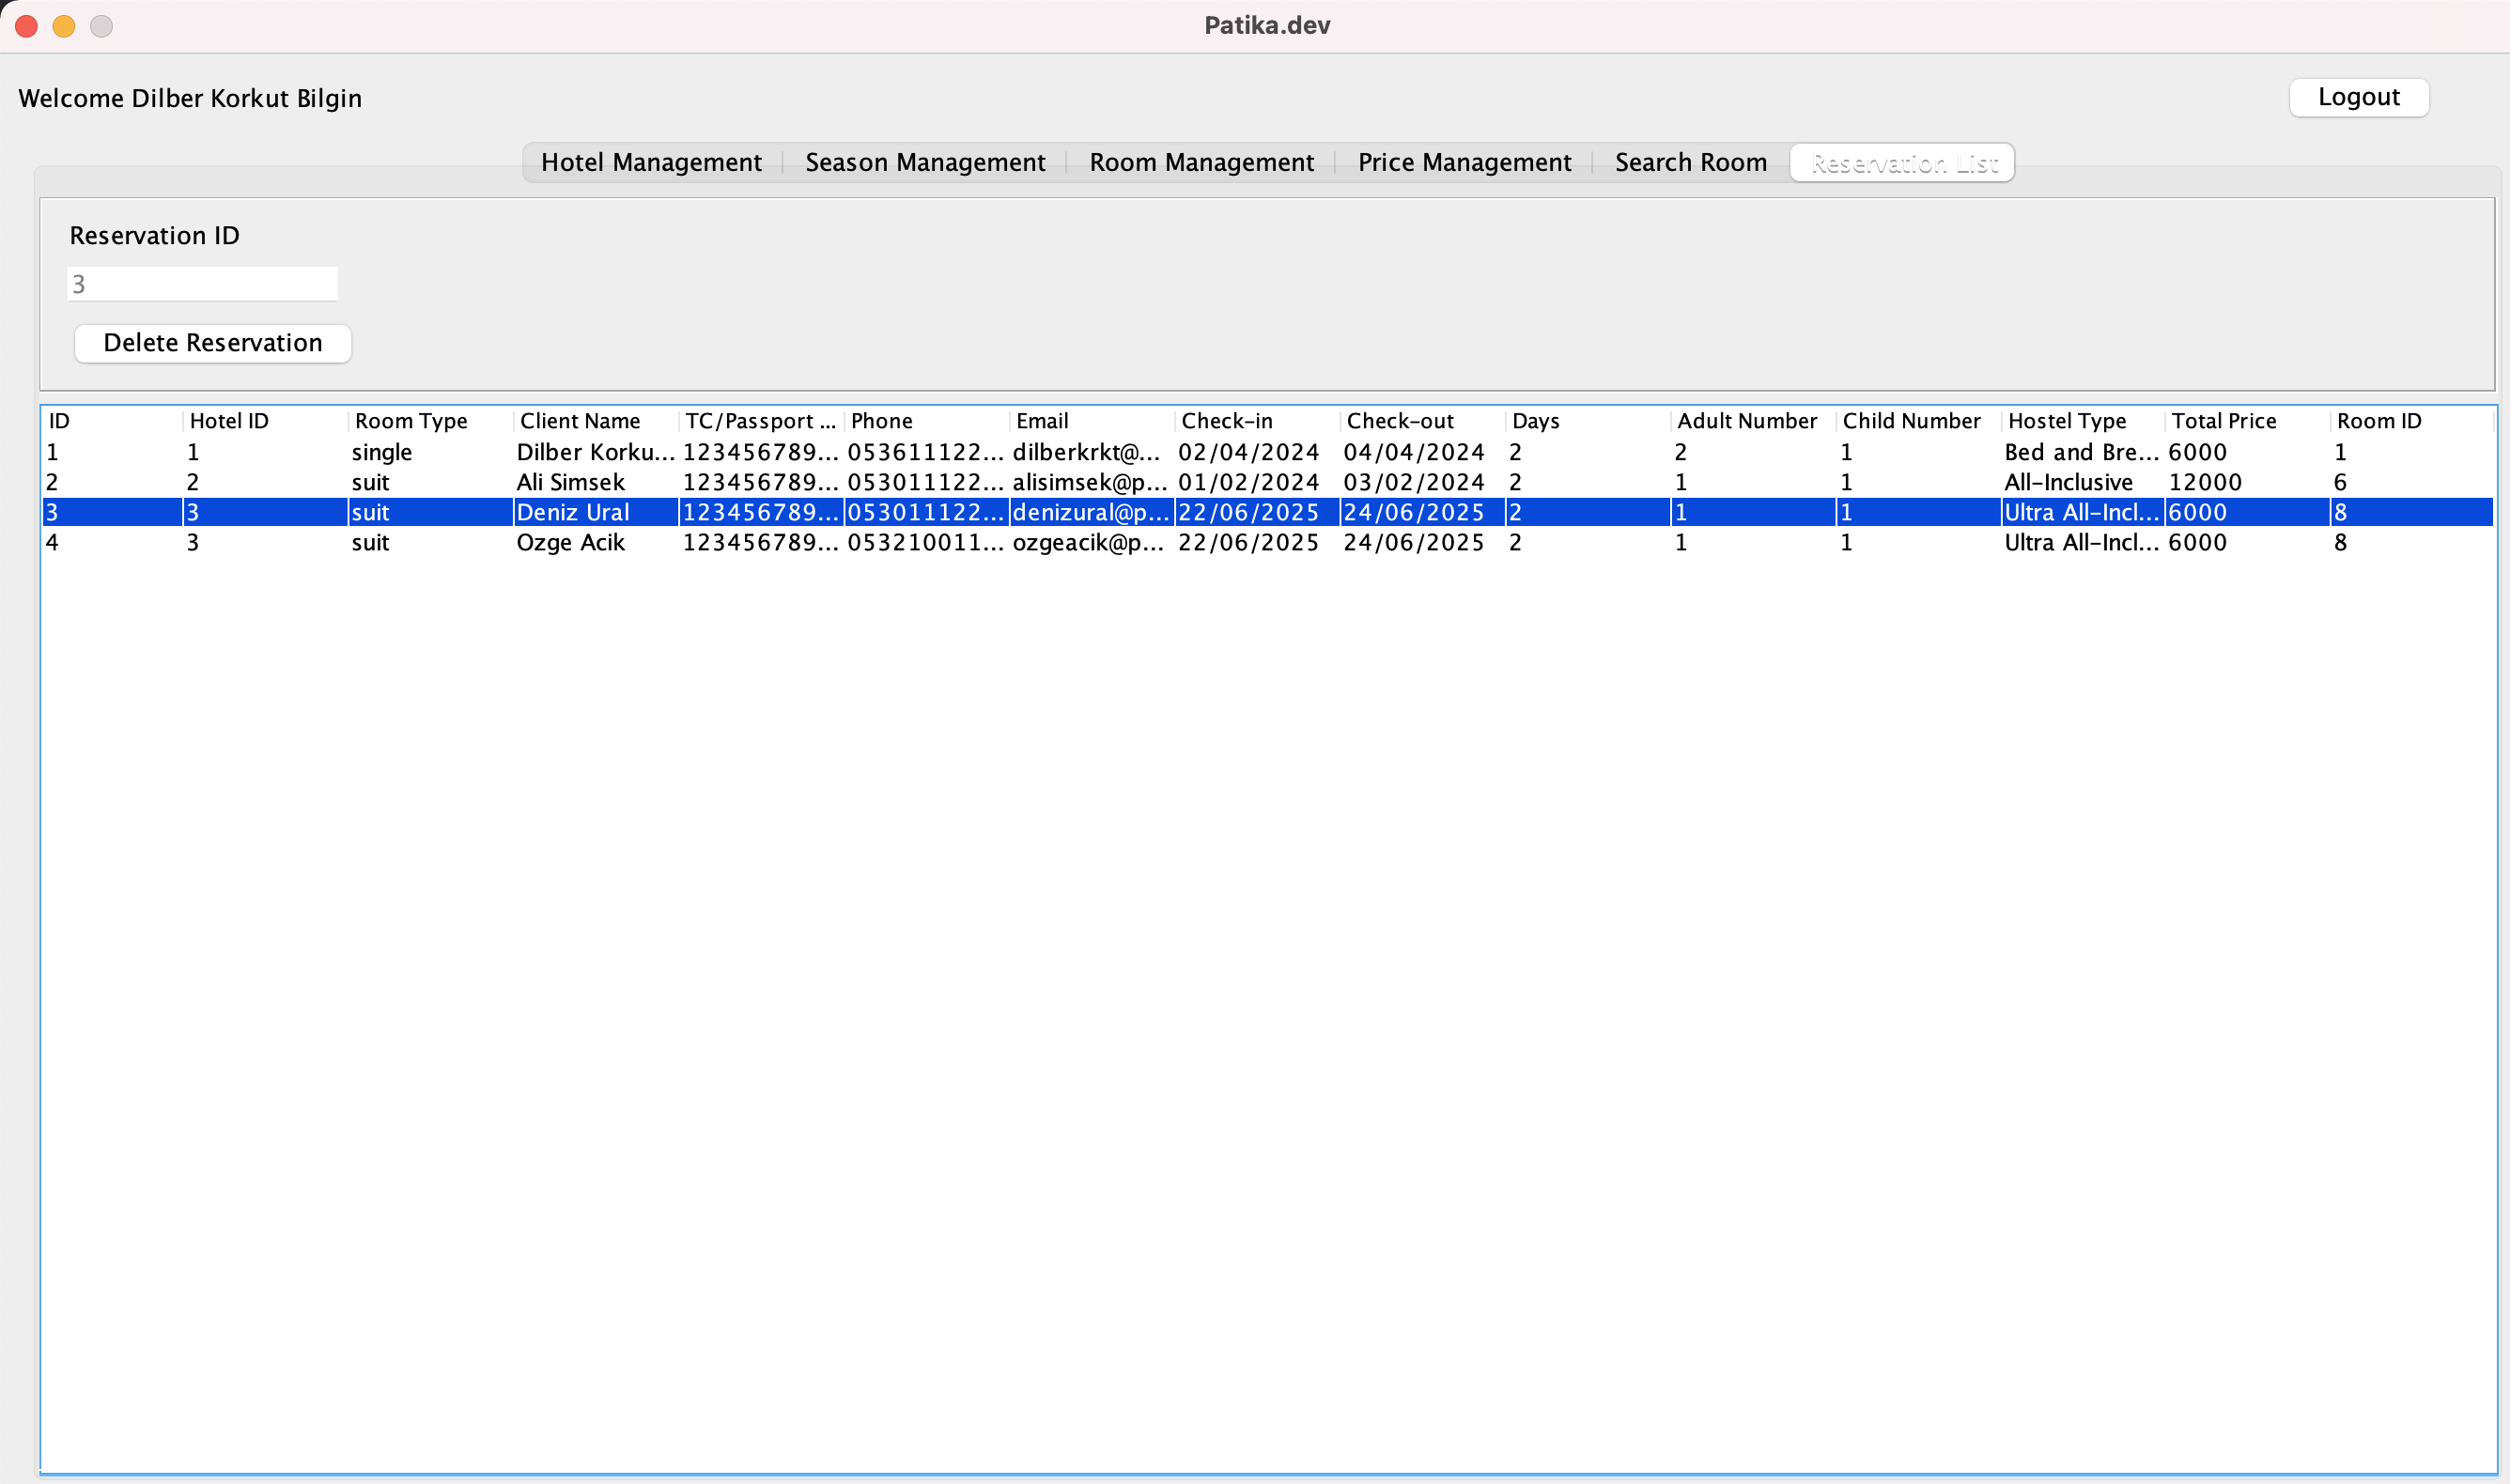 Patika.dev
Welcome Dilber Korkut Bilgin
Logout
Hotel Management Season Management Room Management Price Management Search Room Reservation List
Reservation ID
3
Delete Reservation
ID Hotel ID Room Type Client Name TC/Passport ... Phone Email Check-in Check-out Days Adult Number Child Number Hostel Type Total Price Room ID
1 1 single Dilber Korku... 123456789... 053611122... dilberkrkt@... 02/04/2024 04/04/2024 2 2 1 Bed and Bre... 6000 1
2 2 suit Ali Simsek 123456789... 053011122... alisimsek@p... 01/02/2024 03/02/2024 2 1 1 All-Inclusive 12000 6
3 3 suit Deniz Ural 123456789... 053011122... denizural@p... 22/06/2025 24/06/2025 2 1 1 Ultra All-Incl... 6000 8
4 3 suit Ozge Acik 123456789... 053210011... ozgeacik@p... 22/06/2025 24/06/2025 2 1 1 Ultra All-Incl... 6000 8